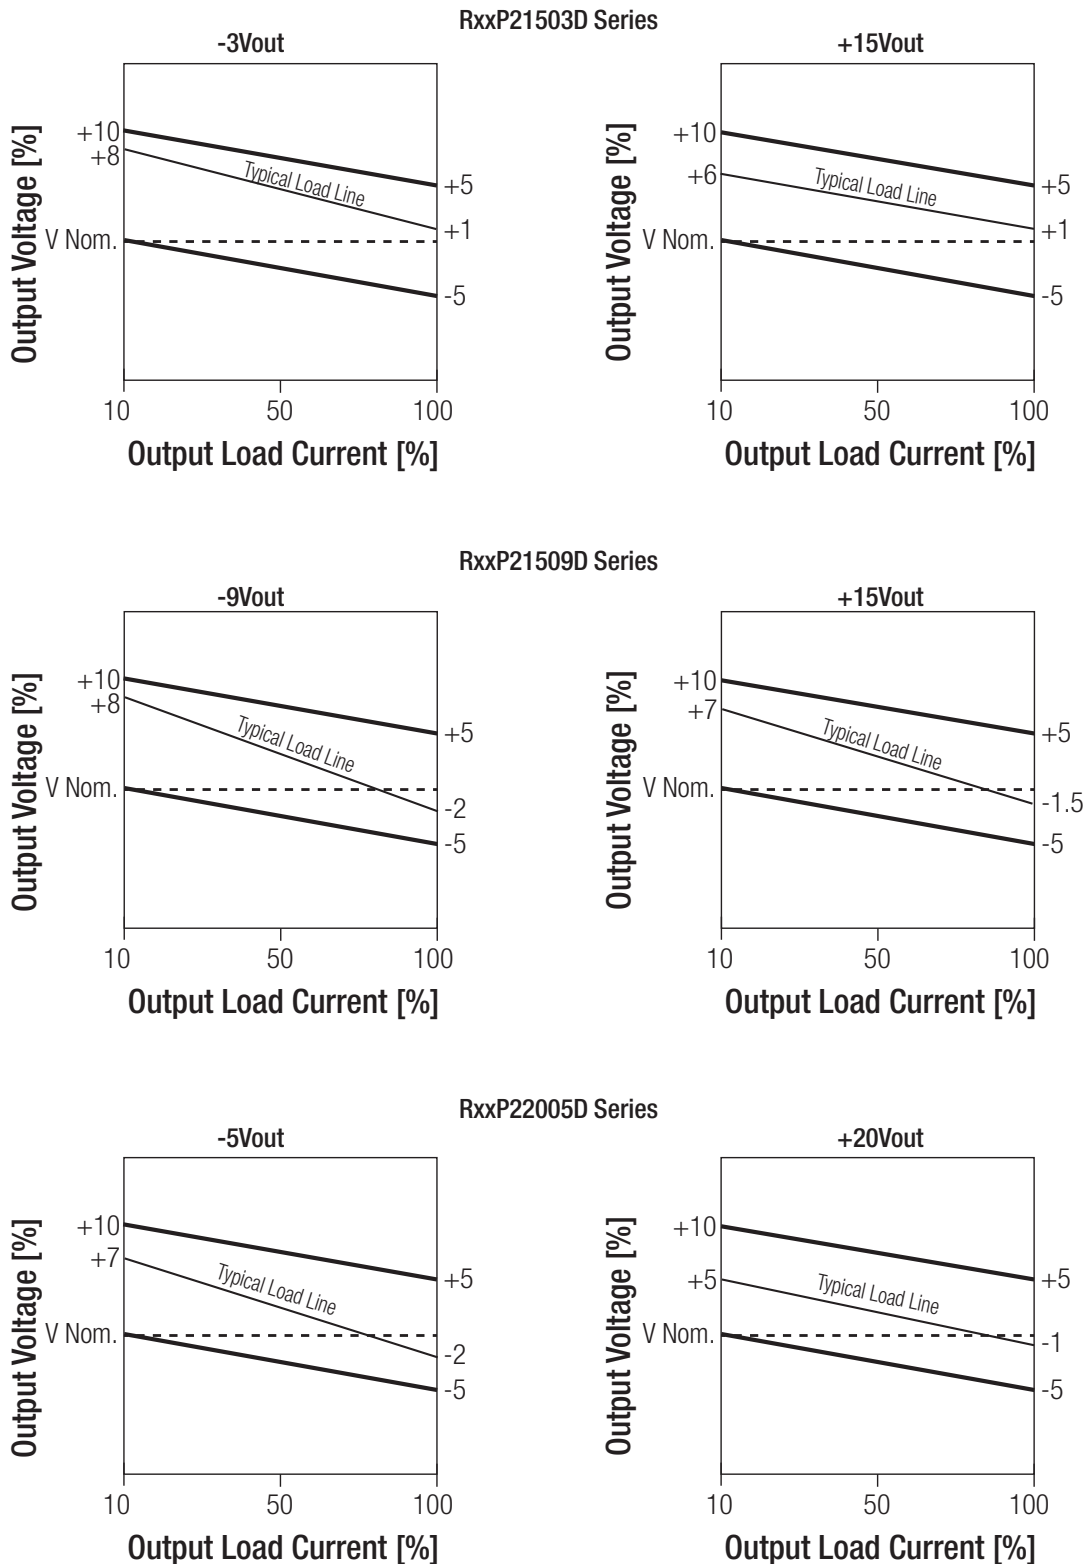 RxxP21503D Series
-3Vout
Output Voltage [%]
+10
+8
V Nom.
Typical Load Line
+5
+1
-5
10 50 100
Output Load Current [%]
+15Vout
Output Voltage [%]
+10
+6
V Nom.
Typical Load Line
+5
+1
-5
10 50 100
Output Load Current [%]
RxxP21509D Series
-9Vout
Output Voltage [%]
+10
+8
V Nom.
Typical Load Line
+5
-2
-5
10 50 100
Output Load Current [%]
+15Vout
Output Voltage [%]
+10
+7
V Nom.
Typical Load Line
+5
-1.5
-5
10 50 100
Output Load Current [%]
RxxP22005D Series
-5Vout
Output Voltage [%]
+10
+7
V Nom.
Typical Load Line
+5
-2
-5
10 50 100
Output Load Current [%]
+20Vout
Output Voltage [%]
+10
+5
V Nom.
Typical Load Line
+5
-1
-5
10 50 100
Output Load Current [%]